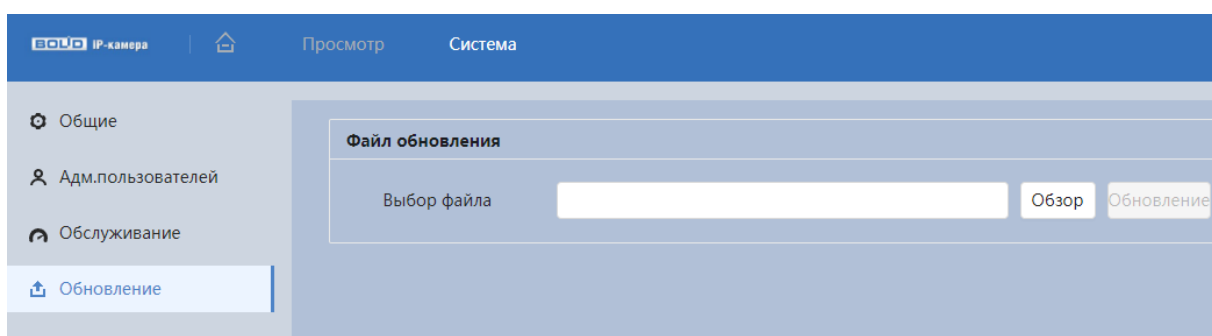 BOLID IP-камера Просмотр Система
Общие
Файл обновления
Адм.пользователей
Выбор файла Обзор Обновление
Обслуживание
Обновление